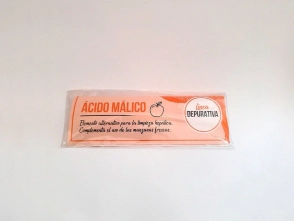 ÁCIDO MÁLICO
Elemento alternativo para la limpieza hepática.
Complementa el uso de las manzanas frescas.
Línea
DEPURATIVA